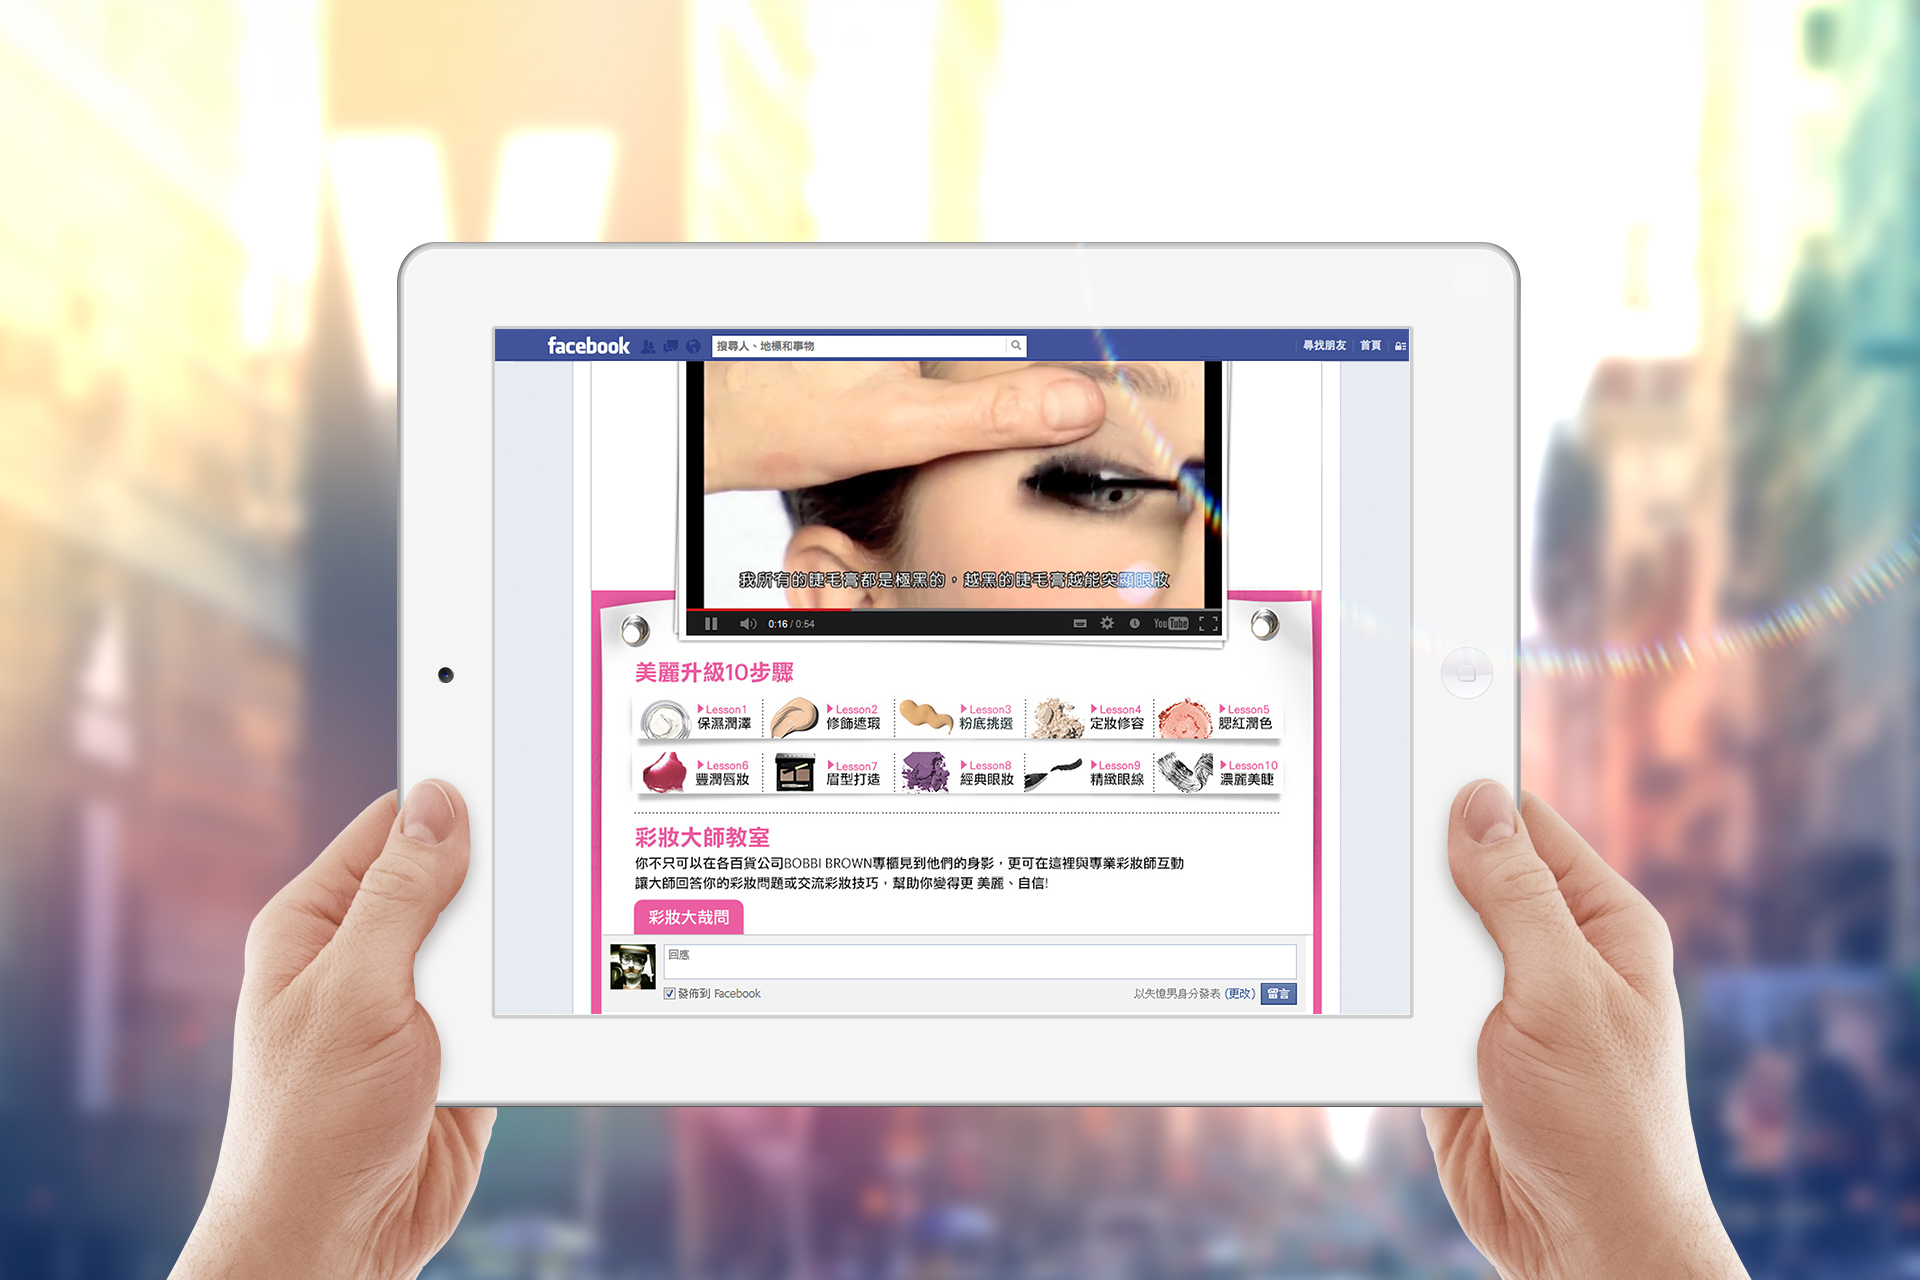 facebook 搜尋人、地標和事物 尋找朋友 首頁
我所有的睫毛膏都是極黑的，越黑的睫毛膏越能突顯眼妝
0:16 / 0:54 YouTube
美麗升級10步驟
Lesson1 Lesson2 Lesson3 Lesson4 Lesson5
保濕潤澤 修飾遮瑕 粉底挑選 定妝修容 腮紅潤色
Lesson6 Lesson7 Lesson8 Lesson9 Lesson10
豐潤唇妝 眉型打造 經典眼妝 精緻眼線 濃麗美睫
彩妝大師教室
你不只可以在各百貨公司BOBBI BROWN專櫃見到他們的身影，更可在這裡與專業彩妝師互動
讓大師回答你的彩妝問題或交流彩妝技巧，幫助你變得更 美麗、自信!
彩妝大哉問
回應
發佈到 Facebook 以失憶男身分發表 (更改) 留言